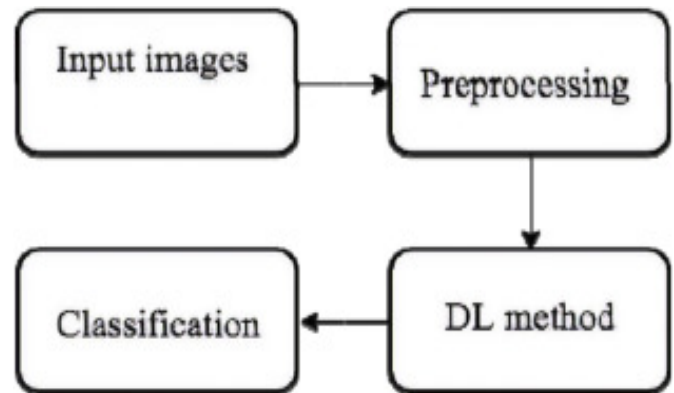 Input images
Preprocessing
DL method
Classification